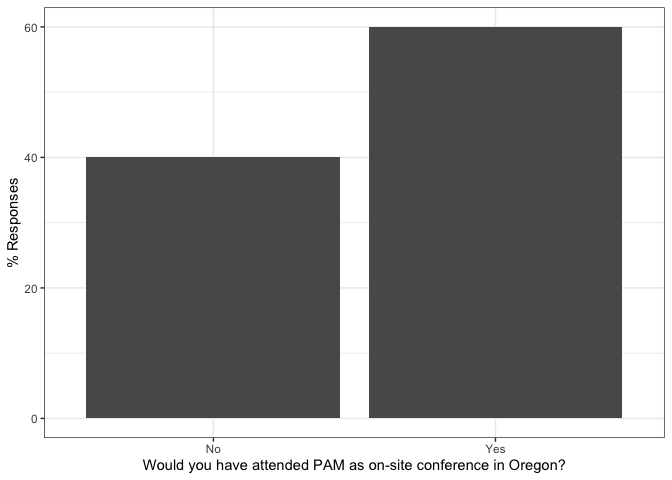 60
40
20
0
% Responses
No Yes
Would you have attended PAM as on-site conference in Oregon?